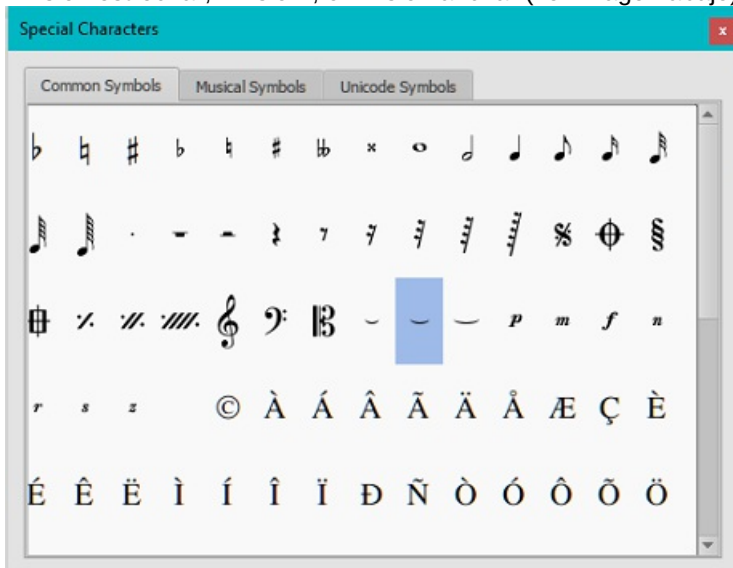 Special Characters
x
Common Symbols Musical Symbols Unicode Symbols
♭ ♮ ♯ ♭ ♮ ♯ 𝄫 𝄪 𝅝 𝅗𝅥 𝅘𝅥 𝅘𝅥𝅮 𝅘𝅥𝅯 𝅘𝅥𝅰
𝅘𝅥𝅱 𝅘𝅥𝅲 · 𝄻 𝄼 𝄽 𝄾 𝄿 𝅀 𝅁 𝅂 𝄋 𝄌 §
𝄞 𝄢 𝄡 ‿ ‿ ‿ p m f n
r s z © À Á Â Ã Ä Å Æ Ç È
É Ê Ë Ì Í Î Ï Ð Ñ Ò Ó Ô Õ Ö